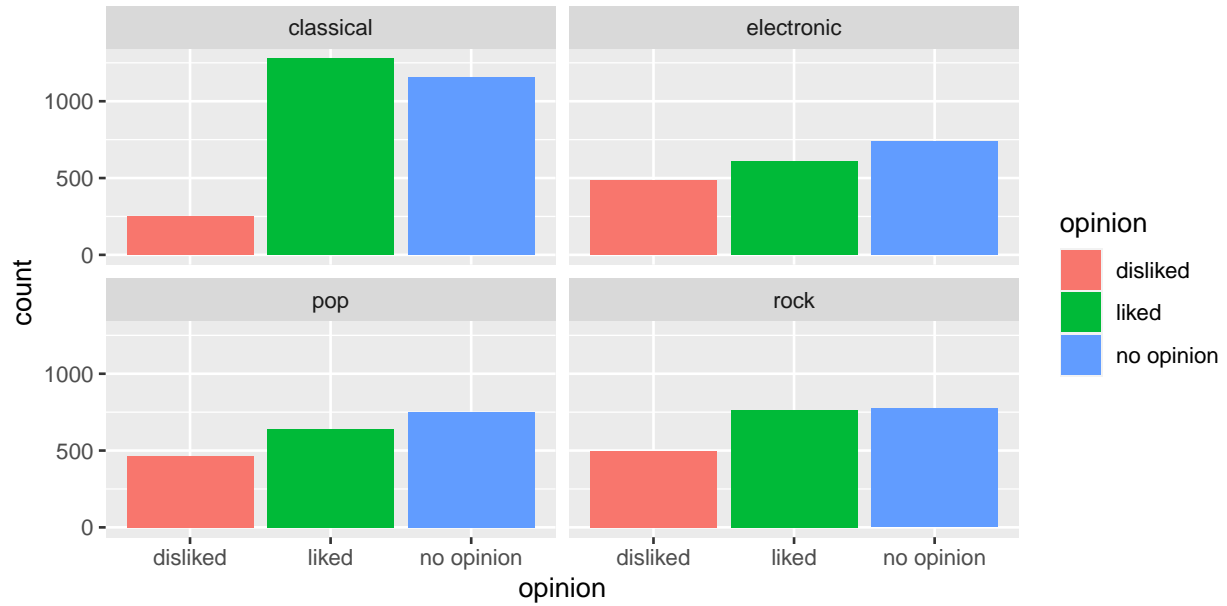 classical
electronic
1000
500
0
pop
rock
1000
500
0
disliked
liked
no opinion
disliked
liked
no opinion
opinion
count
opinion
disliked
liked
no opinion